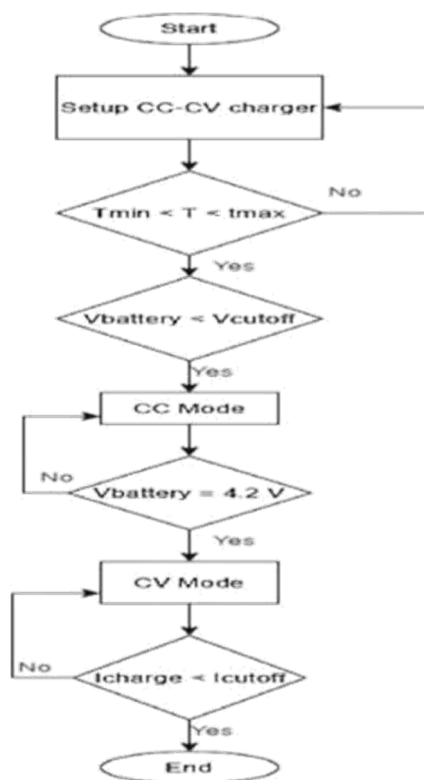 Start
Setup CC-CV charger
Tmin < T < tmax
No
Yes
Vbattery < Vcutoff
Yes
CC Mode
No
Vbattery = 4.2 V
Yes
CV Mode
No
Icharge < Icutoff
Yes
End